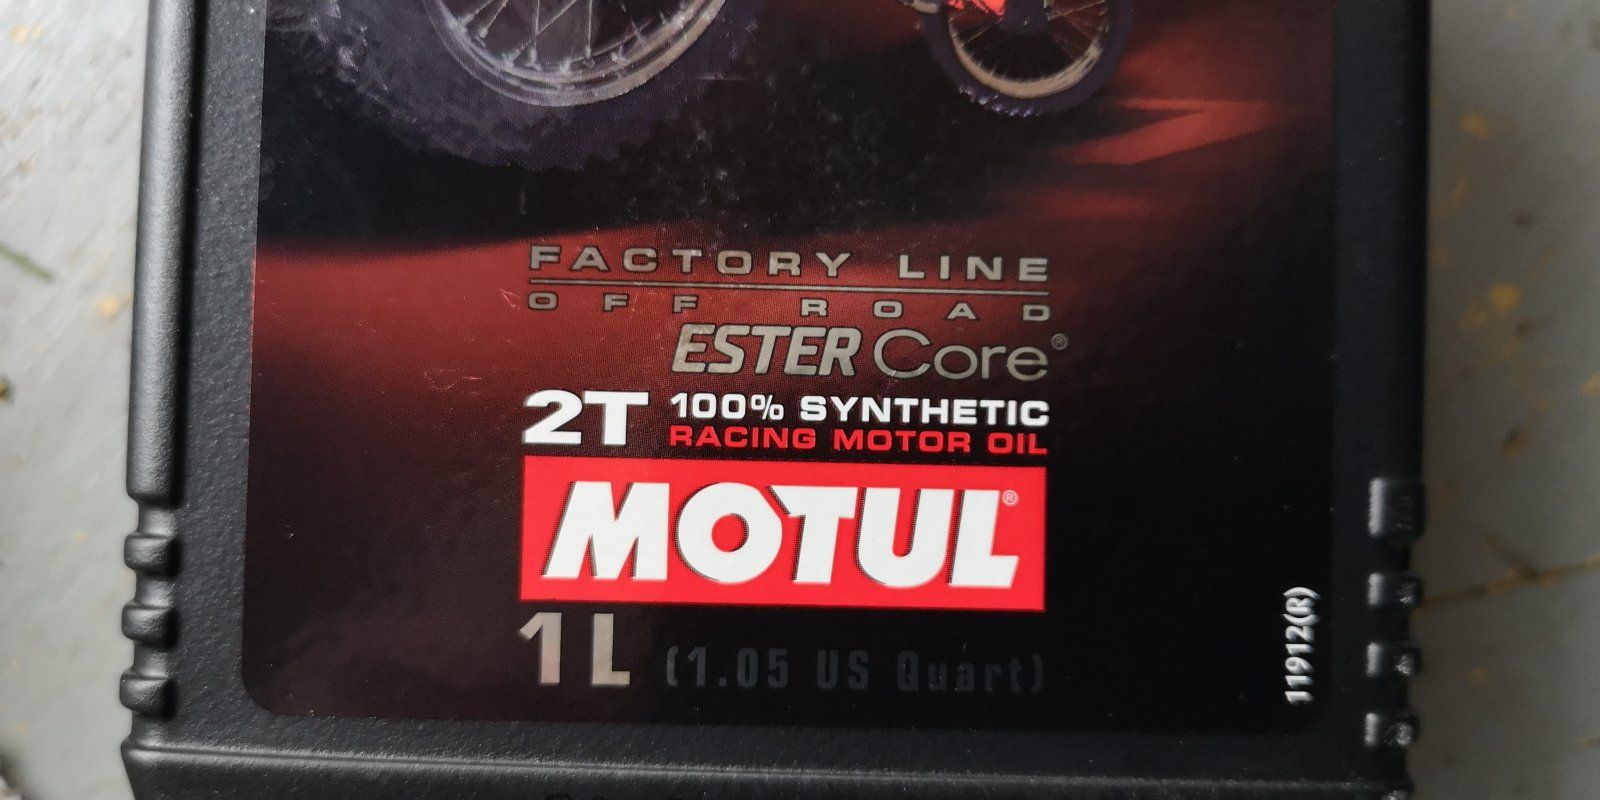 FACTORY LINE
OFF ROAD
ESTER Core®
2T 100% SYNTHETIC
RACING MOTOR OIL
MOTUL®
1L (1.05 US Quart)
11912(R)